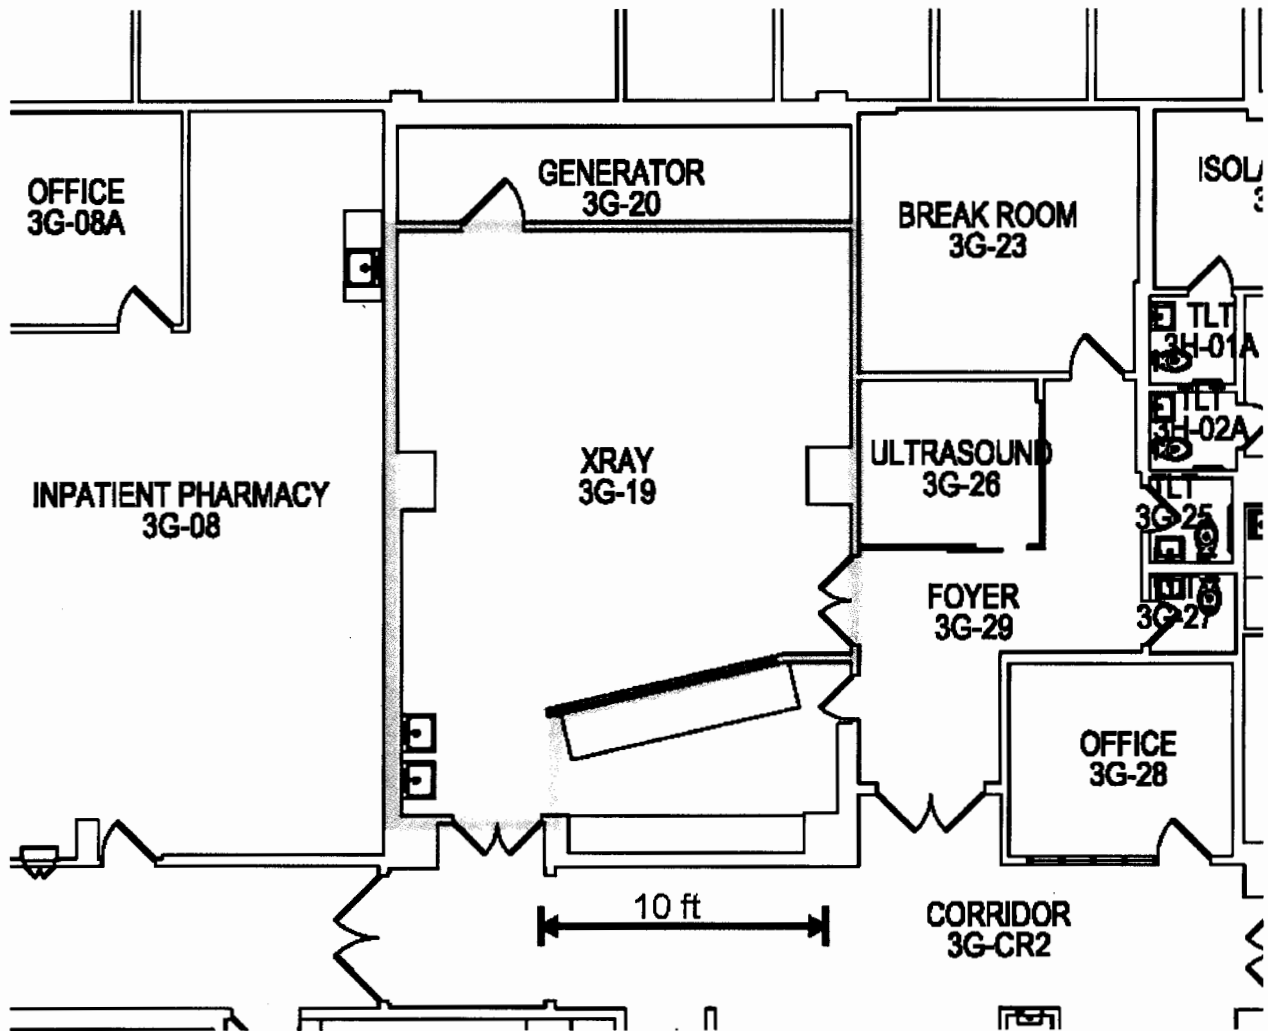 OFFICE
3G-08A
GENERATOR
3G-20
BREAK ROOM
3G-23
TLT
3H-01A
TLT
3H-02A
XRAY
3G-19
ULTRASOUND
3G-26
INPATIENT PHARMACY
3G-08
TLT
3G-25
FOYER
3G-29
3G-27
OFFICE
3G-28
10 ft
CORRIDOR
3G-CR2